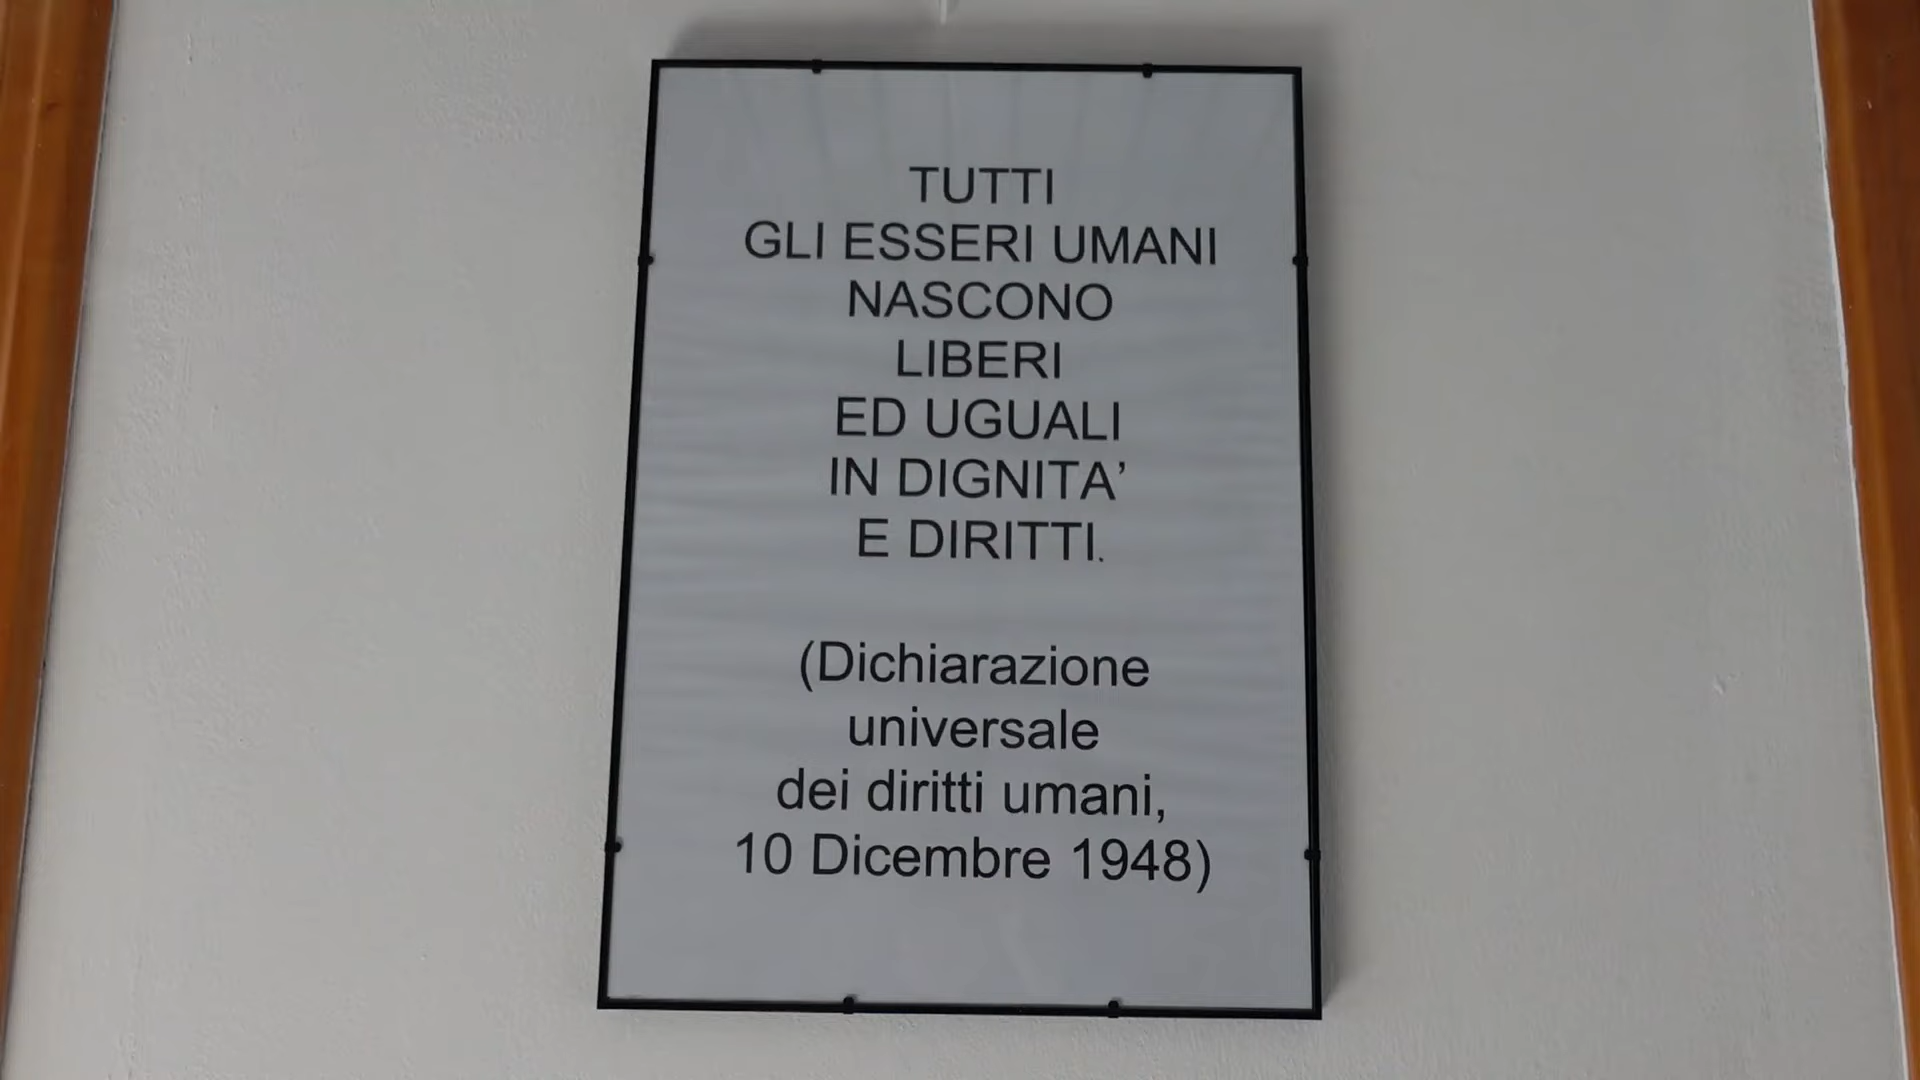 TUTTI
GLI ESSERI UMANI
NASCONO
LIBERI
ED UGUALI
IN DIGNITA’
E DIRITTI.
(Dichiarazione
universale
dei diritti umani,
10 Dicembre 1948)